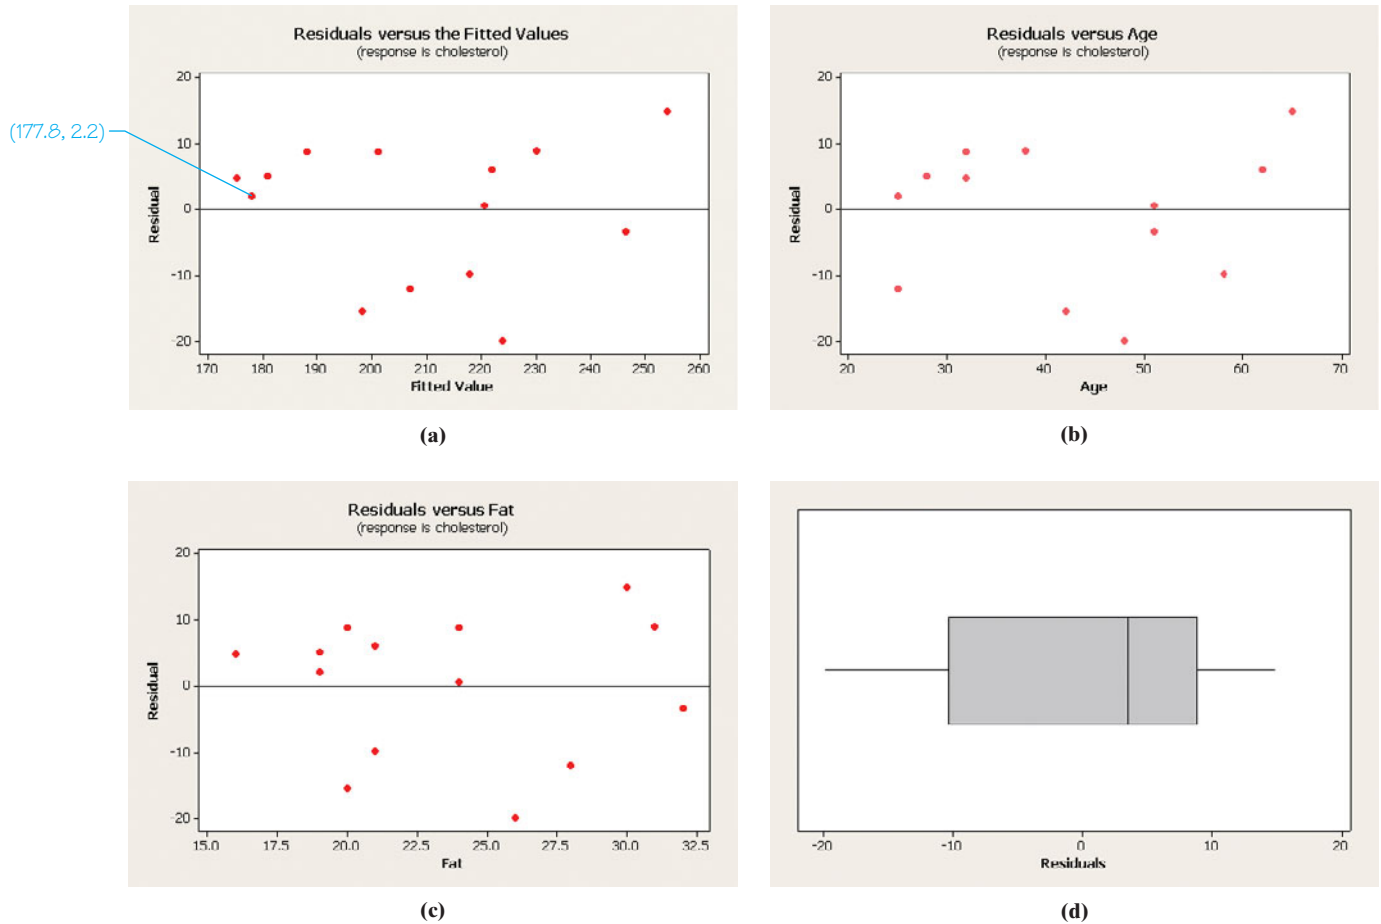 Residuals versus the Fitted Values
(response is cholesterol)
20
10
0
-10
-20
Residual
170 180 190 200 210 220 230 240 250 260
Fitted Value
(177.8, 2.2)
(a)
Residuals versus Age
(response is cholesterol)
20
10
0
-10
-20
Residual
20 30 40 50 60 70
Age
(b)
Residuals versus Fat
(response is cholesterol)
20
10
0
-10
-20
Residual
15.0 17.5 20.0 22.5 25.0 27.5 30.0 32.5
Fat
(c)
-20 -10 0 10 20
Residuals
(d)